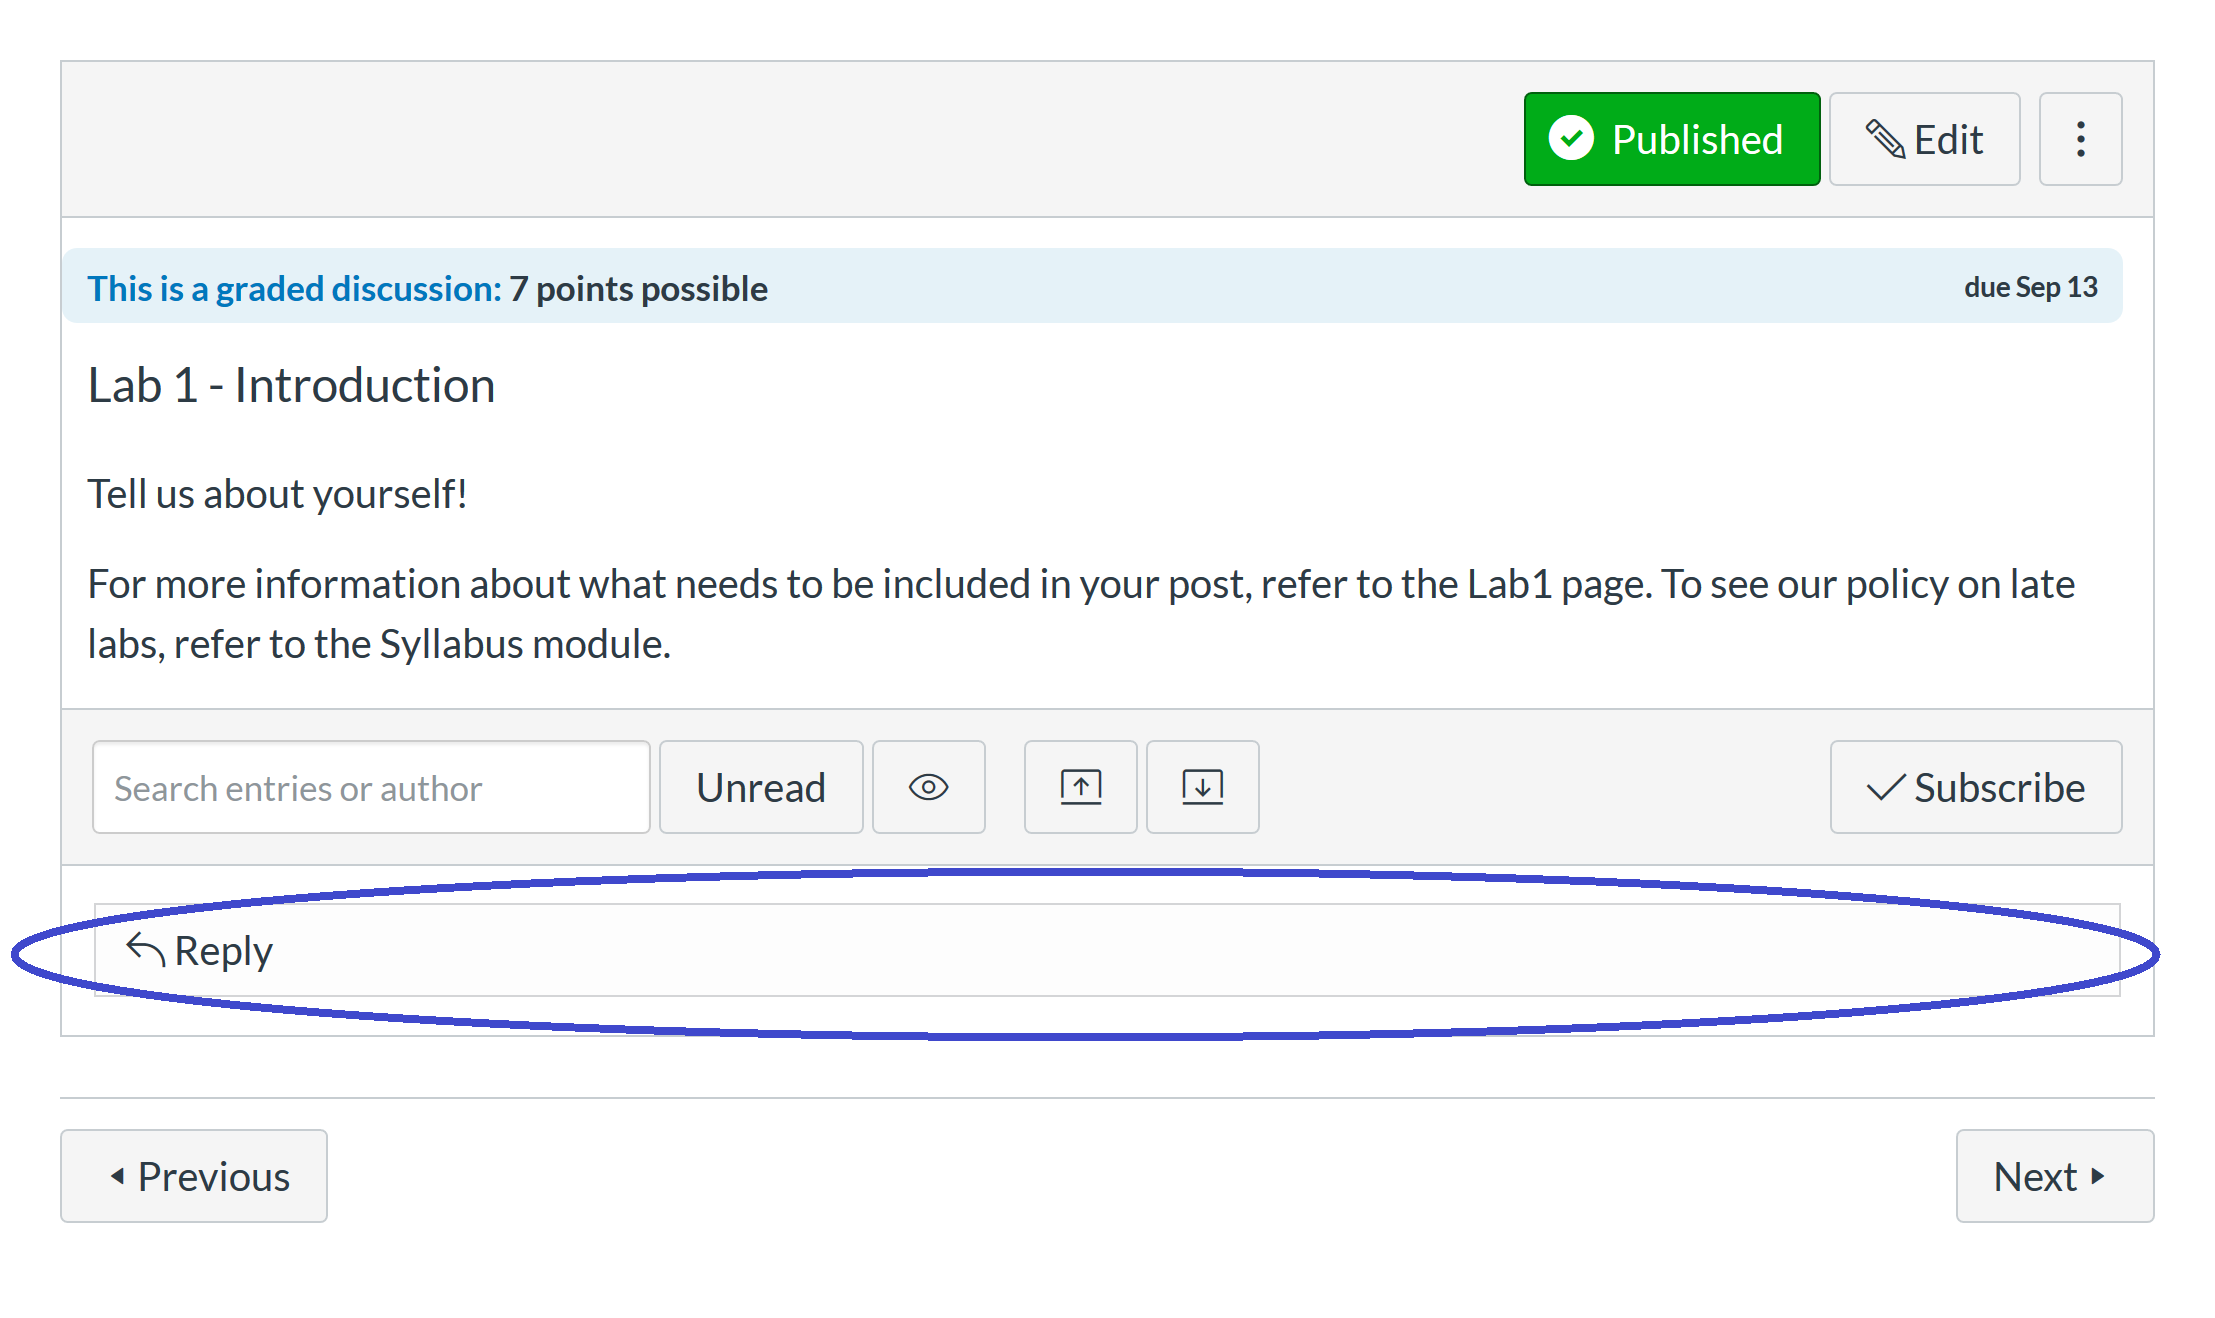 Published Edit
This is a graded discussion: 7 points possible due Sep 13
Lab 1 - Introduction
Tell us about yourself!
For more information about what needs to be included in your post, refer to the Lab1 page. To see our policy on late
labs, refer to the Syllabus module.
Search entries or author Unread Subscribe
Reply
Previous Next